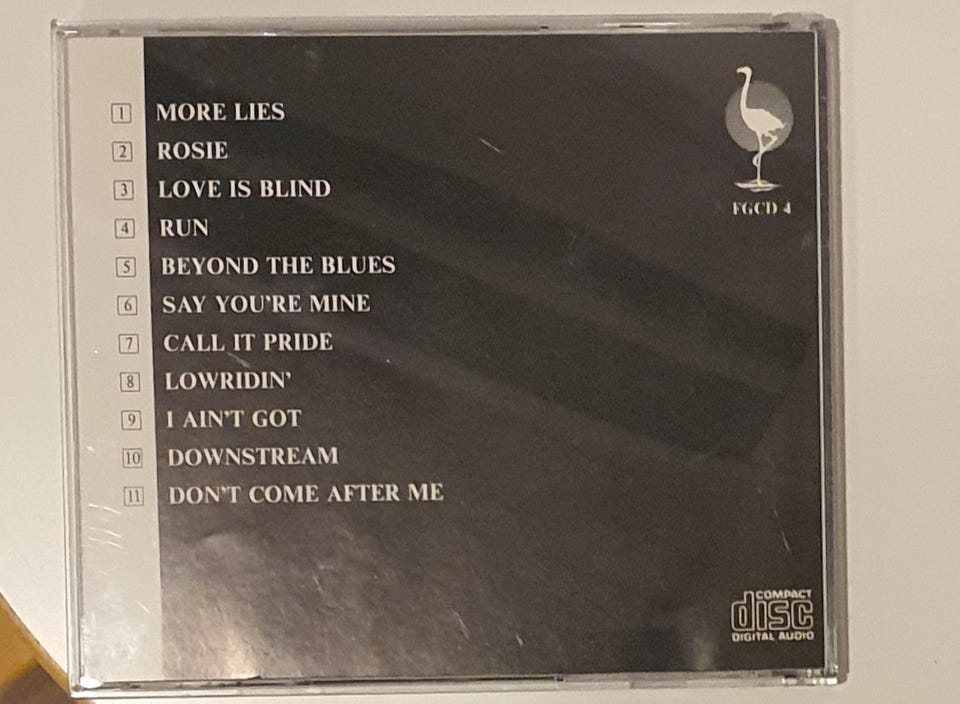 1 MORE LIES
2 ROSIE
3 LOVE IS BLIND
4 RUN
5 BEYOND THE BLUES
6 SAY YOU'RE MINE
7 CALL IT PRIDE
8 LOWRIDIN'
9 I AIN'T GOT
10 DOWNSTREAM
11 DON'T COME AFTER ME
FGCD 4
COMPACT
disc
DIGITAL AUDIO